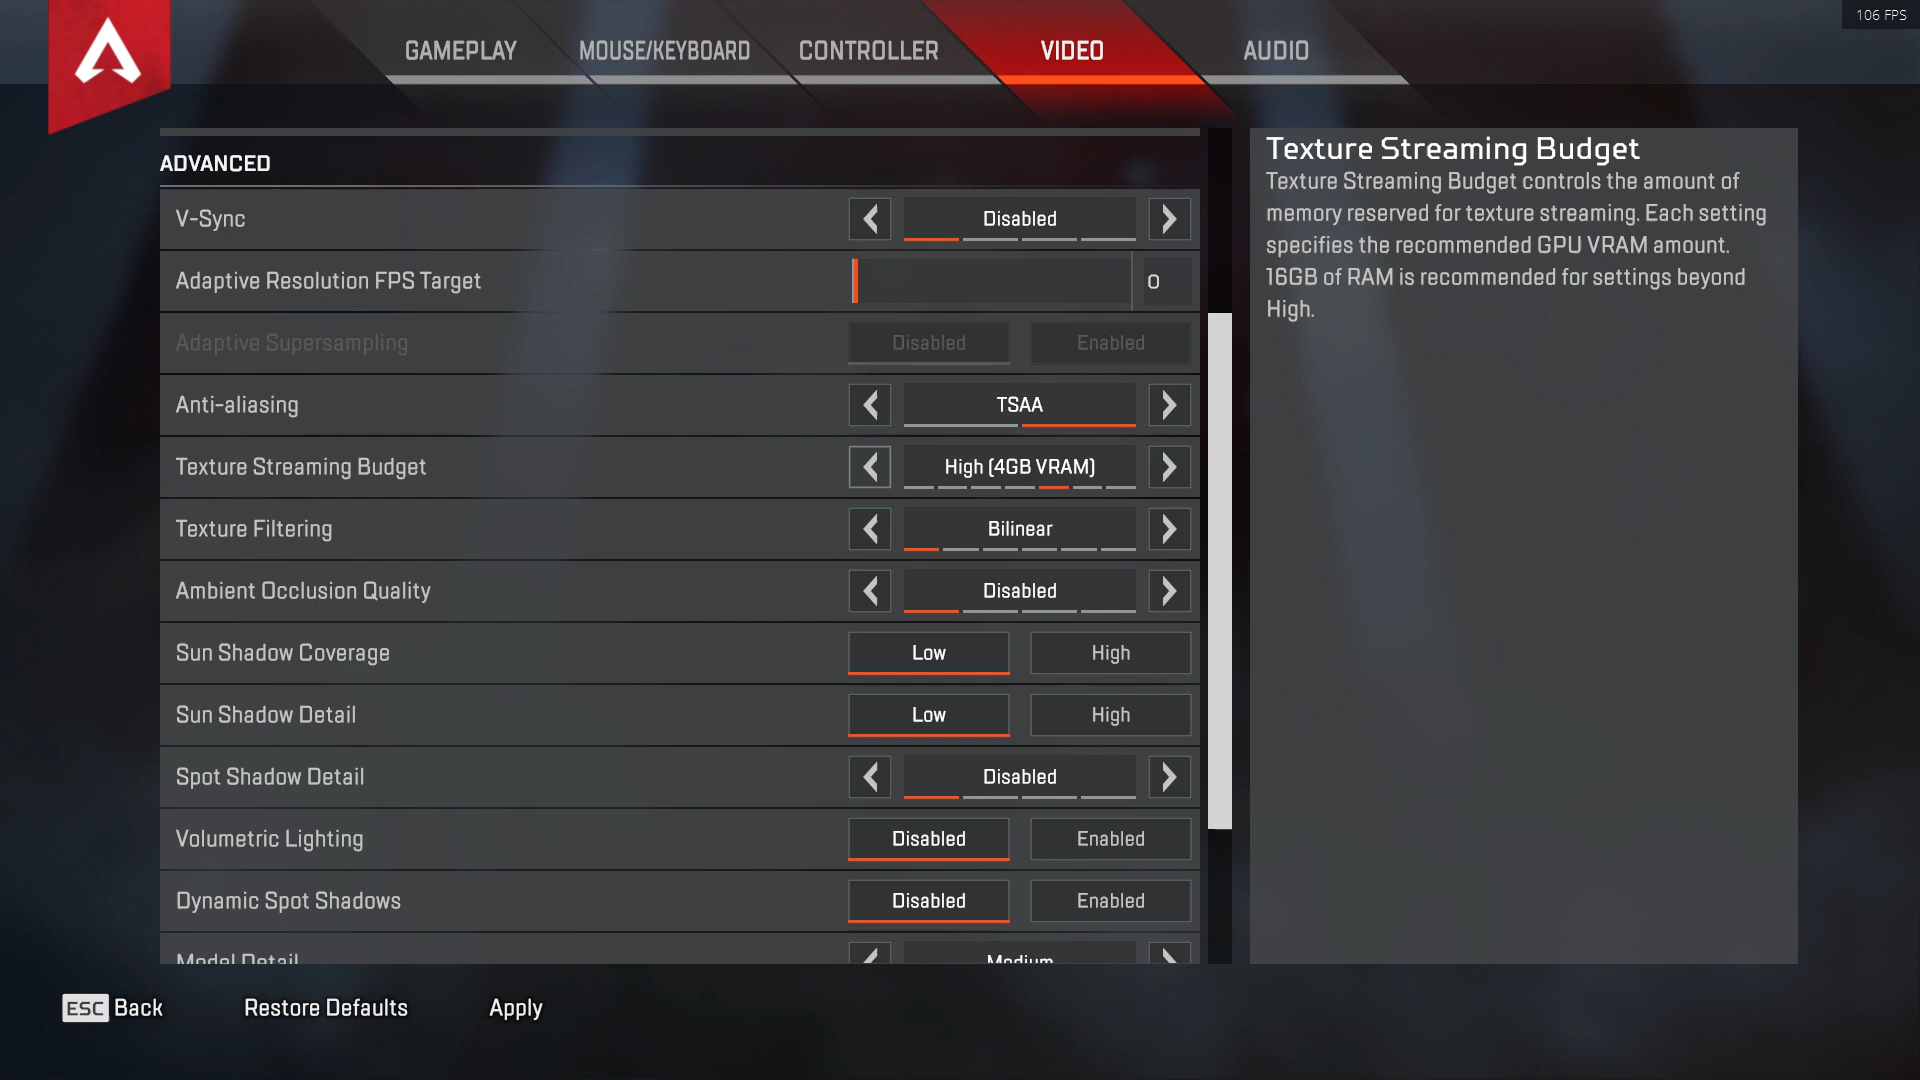 106 FPS
GAMEPLAY
MOUSE/KEYBOARD
CONTROLLER
VIDEO
AUDIO
ADVANCED
V-Sync
Disabled
Adaptive Resolution FPS Target
0
Adaptive Supersampling
Disabled
Enabled
Anti-aliasing
TSAA
Texture Streaming Budget
High (4GB VRAM)
Texture Filtering
Bilinear
Ambient Occlusion Quality
Disabled
Sun Shadow Coverage
Low
High
Sun Shadow Detail
Low
High
Spot Shadow Detail
Disabled
Volumetric Lighting
Disabled
Enabled
Dynamic Spot Shadows
Disabled
Enabled
Model Detail
Medium
Texture Streaming Budget
Texture Streaming Budget controls the amount of
memory reserved for texture streaming. Each setting
specifies the recommended GPU VRAM amount.
16GB of RAM is recommended for settings beyond
High.
ESC Back
Restore Defaults
Apply